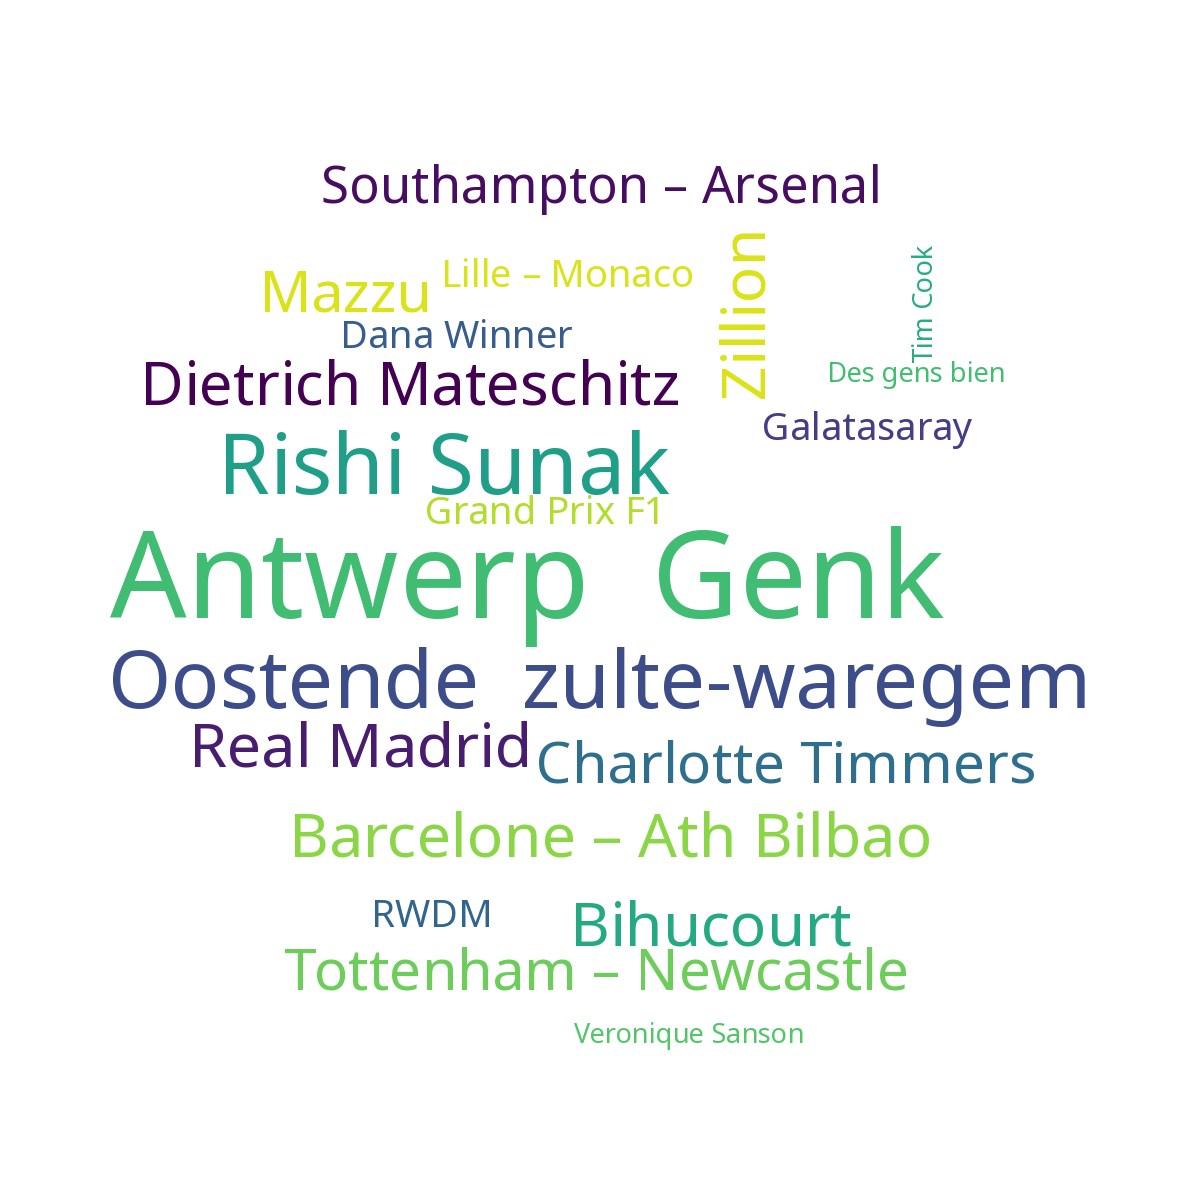 Southampton – Arsenal
Zillion
Tim Cook
Lille – Monaco
Mazzu
Dana Winner
Dietrich Mateschitz
Des gens bien
Galatasaray
Rishi Sunak
Grand Prix F1
Antwerp  Genk
Oostende  zulte-waregem
Real Madrid
Charlotte Timmers
Barcelone – Ath Bilbao
RWDM
Bihucourt
Tottenham – Newcastle
Veronique Sanson